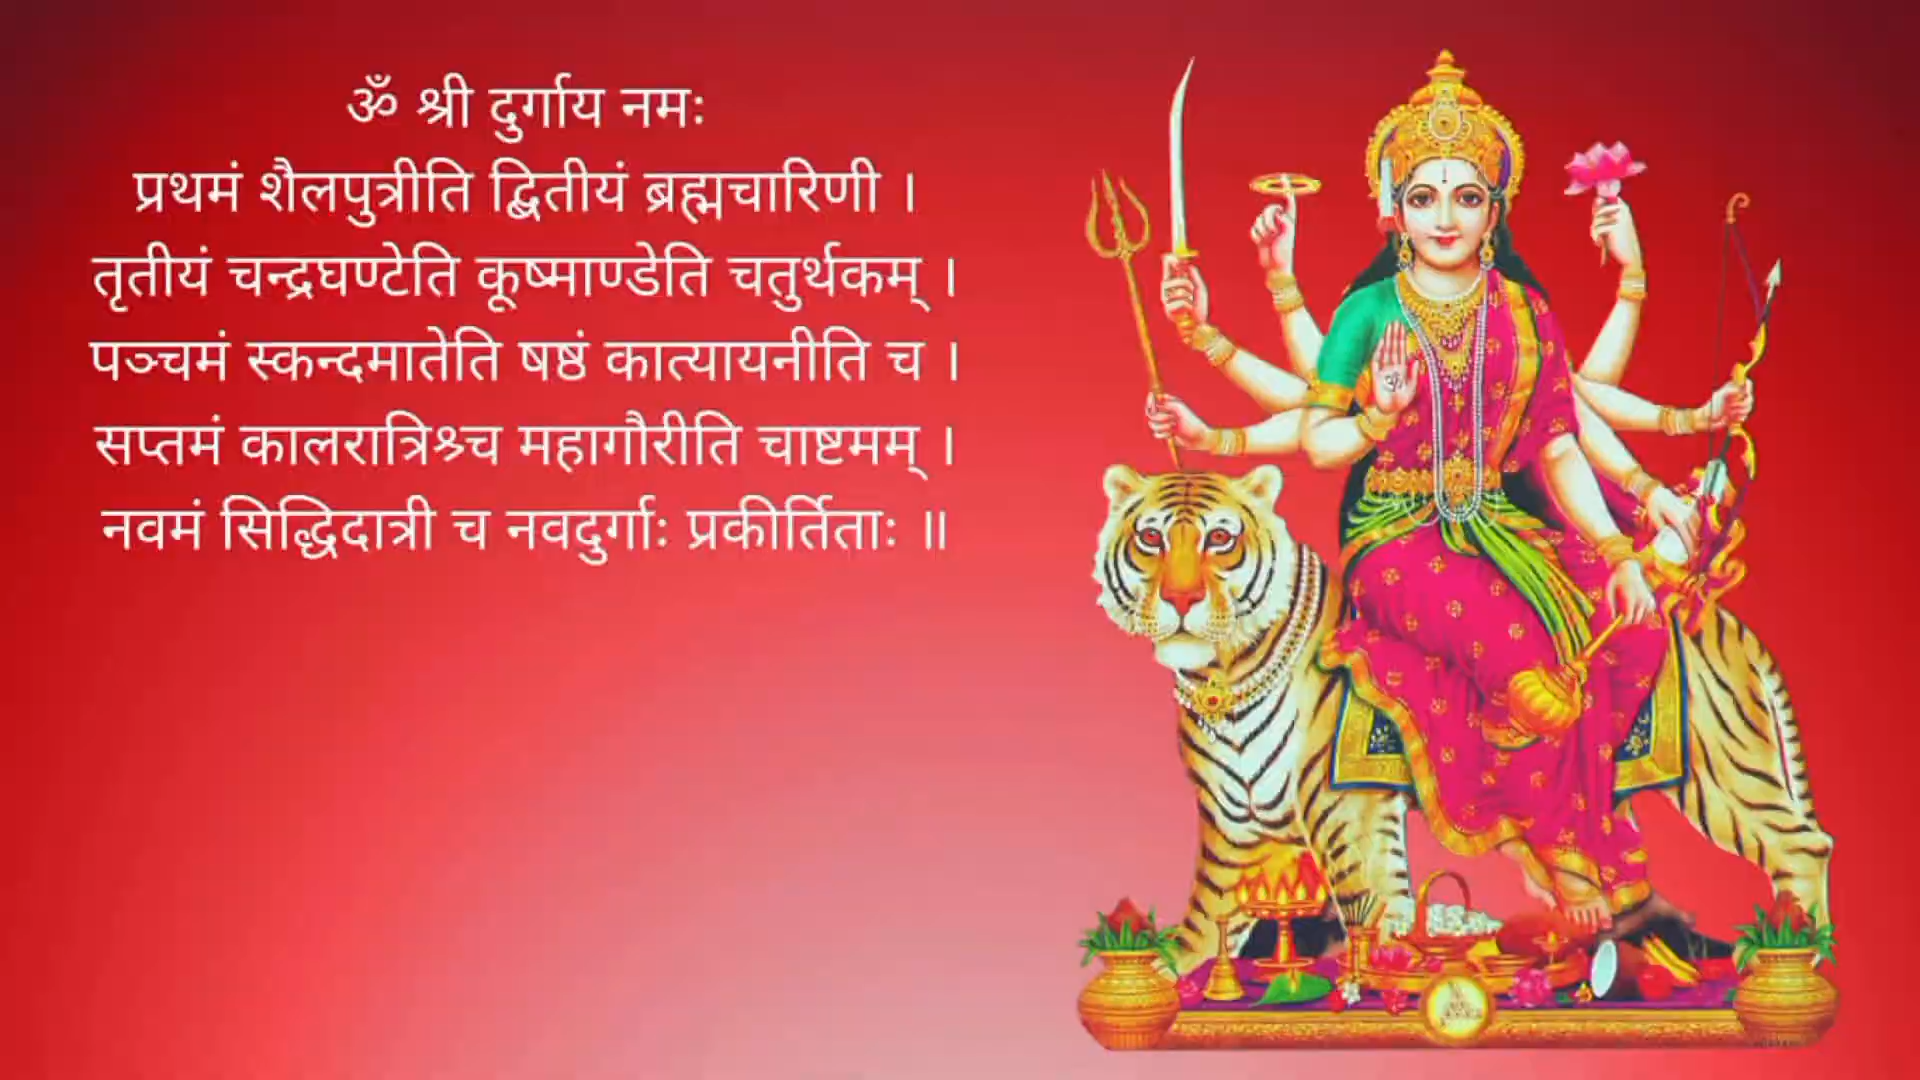 ॐ श्री दुर्गाय नमः
प्रथमं शैलपुत्रीति द्वितीयं ब्रह्मचारिणी ।
तृतीयं चन्द्रघण्टेति कूष्माण्डेति चतुर्थकम् ।
पञ्चमं स्कन्दमातेति षष्ठं कात्यायनीति च ।
सप्तमं कालरात्रिश्र्च महागौरीति चाष्टमम् ।
नवमं सिद्धिदात्री च नवदुर्गाः प्रकीर्तिताः ॥